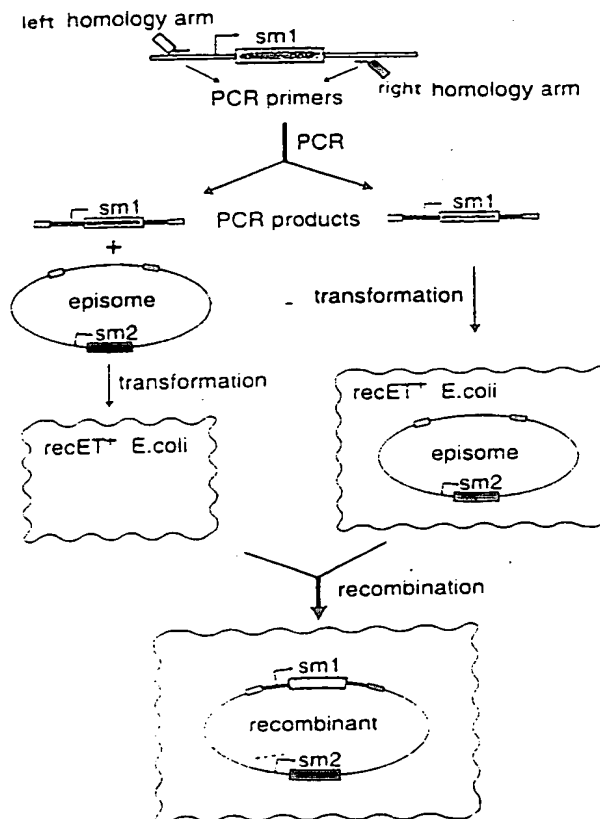 left homology arm
sm1
PCR primers
right homology arm
PCR
sm1
PCR products
sm1
+
episome
sm2
transformation
transformation
recET+ E.coli
recET+ E.coli
episome
sm2
recombination
sm1
recombinant
sm2